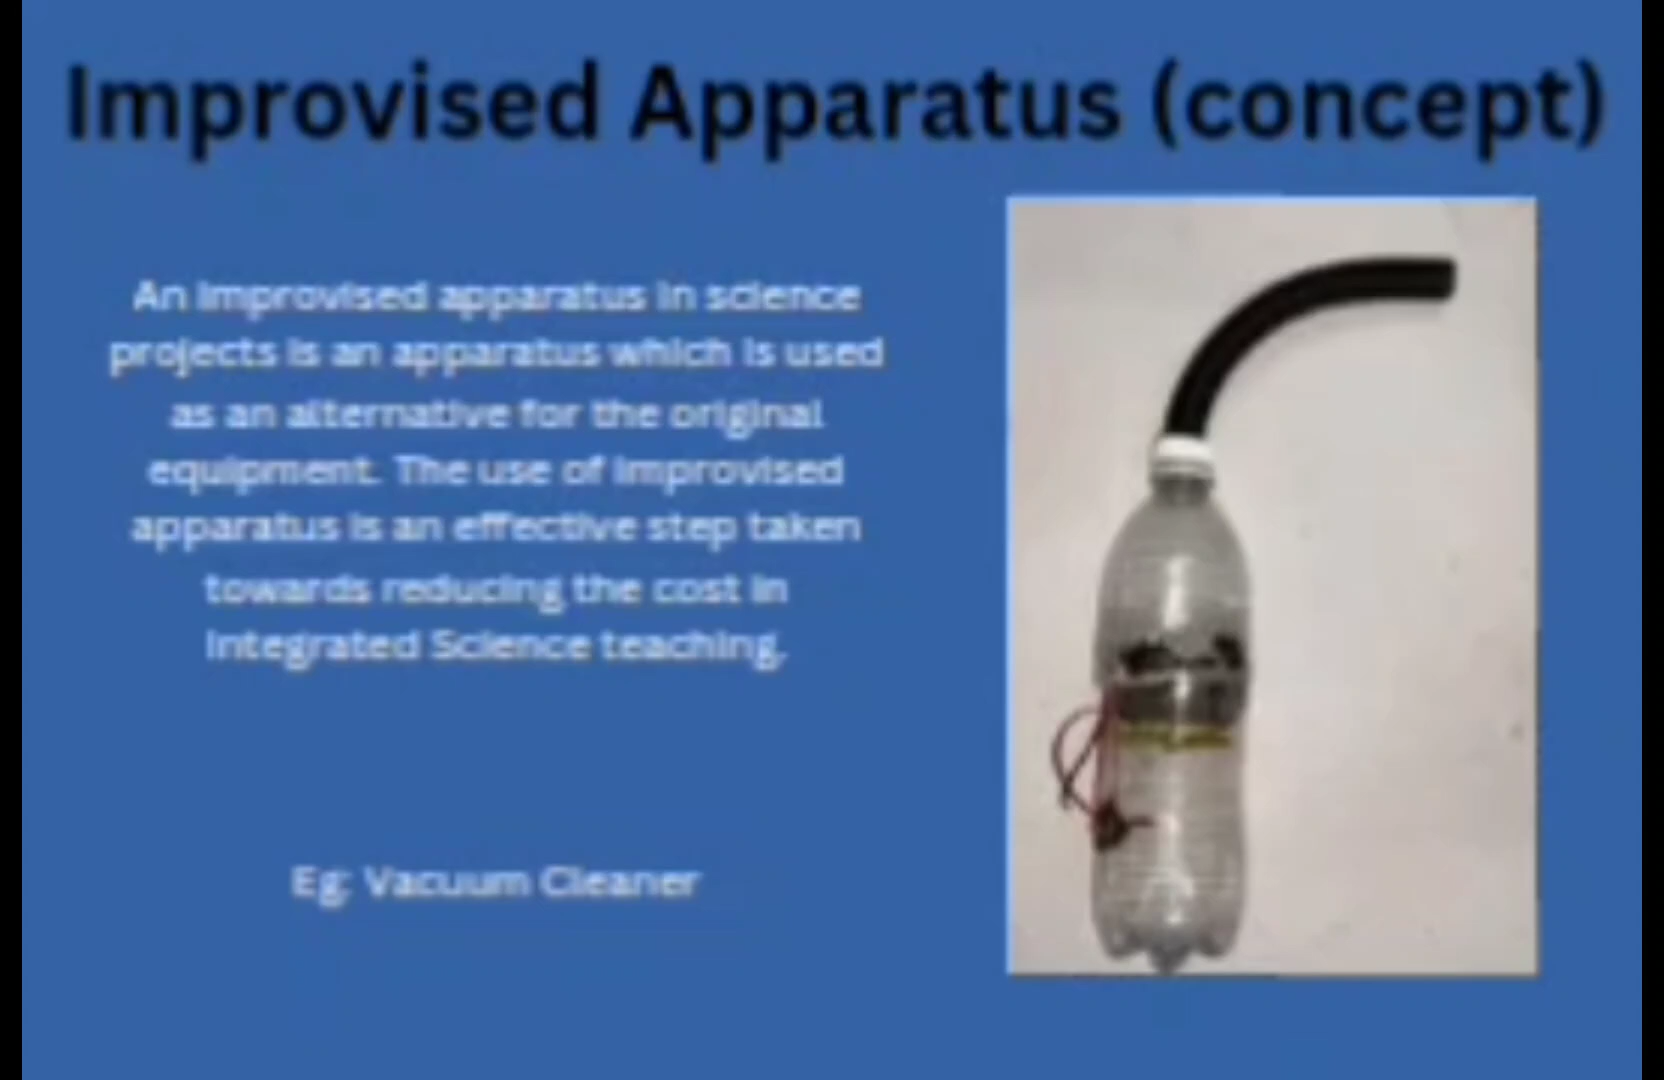 Improvised Apparatus (concept)
An improvised apparatus in science
projects is an apparatus which is used
as an alternative for the original
equipment. The use of improvised
apparatus is an effective step taken
towards reducing the cost in
Integrated Science teaching.
Eg: Vacuum Cleaner